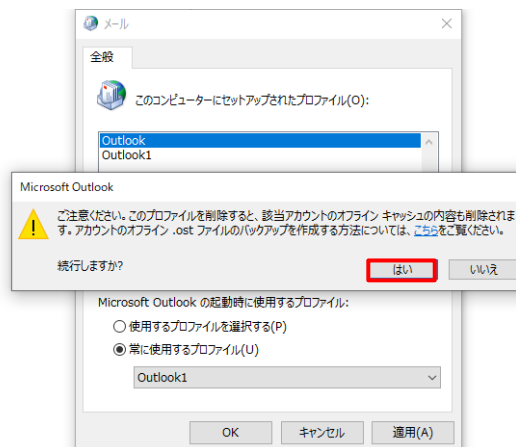 メール
全般
このコンピューターにセットアップされたプロファイル(O):
Outlook
Outlook1
Microsoft Outlook
ご注意ください。このプロファイルを削除すると、該当アカウントのオフライン キャッシュの内容も削除されま
す。アカウントのオフライン .ost ファイルのバックアップを作成する方法については、こちらをご覧ください。
続行しますか?
はい
いいえ
Microsoft Outlook の起動時に使用するプロファイル:
使用するプロファイルを選択する(P)
常に使用するプロファイル(U)
Outlook1
OK
キャンセル
適用(A)